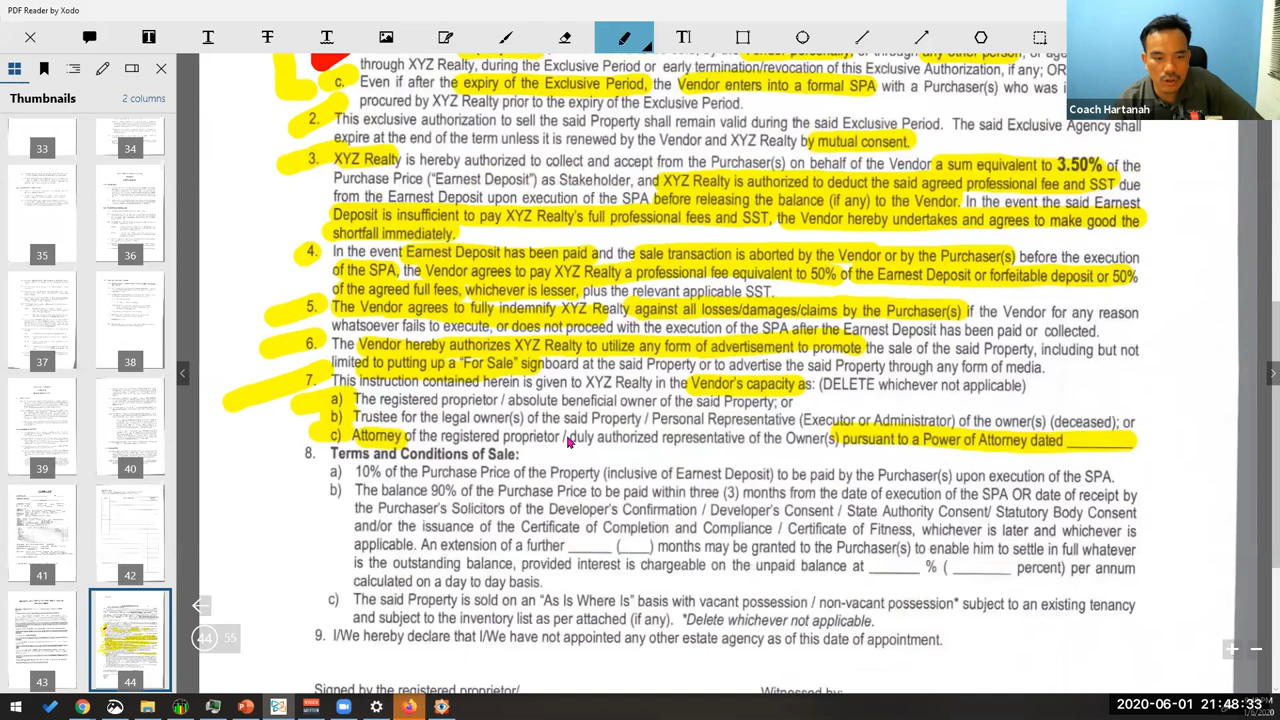 PDF Reader by Xodo
Thumbnails
2 columns
33
34
35
36
37
38
39
40
41
42
43
44
through XYZ Realty, during the Exclusive Period or early termination/revocation of this Exclusive Authorization, if any; OR
c. Even if after the expiry of the Exclusive Period, the Vendor enters into a formal SPA with a Purchaser(s) who was
procured by XYZ Realty prior to the expiry of the Exclusive Period.
2. This exclusive authorization to sell the said Property shall remain valid during the said Exclusive Period. The said Exclusive Agency shall
expire at the end of the term unless it is renewed by the Vendor and XYZ Realty by mutual consent.
3. XYZ Realty is hereby authorized to collect and accept from the Purchaser(s) on behalf of the Vendor a sum equivalent to 3.50% of the
Purchase Price ("Earnest Deposit") as Stakeholder, and XYZ Realty is authorized to deduct the said agreed professional fee and SST due
from the Earnest Deposit upon execution of the SPA before releasing the balance (if any) to the Vendor. In the event the said Earnest
Deposit is insufficient to pay XYZ Realty's full professional fees and SST, the Vendor hereby undertakes and agrees to make good the
shortfall immediately.
4. In the event Earnest Deposit has been paid and the sale transaction is aborted by the Vendor or by the Purchaser(s) before the execution
of the SPA, the Vendor agrees to pay XYZ Realty a professional fee equivalent to 50% of the Earnest Deposit or forfeitable deposit or 50%
of the agreed full fees, whichever is lesser, plus the relevant applicable SST.
5. The Vendor agrees to fully indemnify XYZ Realty against all losses/damages/claims by the Purchaser(s) if the Vendor for any reason
whatsoever fails to execute, or does not proceed with the execution of the SPA after the Earnest Deposit has been paid or collected.
6. The Vendor hereby authorizes XYZ Realty to utilize any form of advertisement to promote the sale of the said Property, including but not
limited to putting up a "For Sale" signboard at the said Property or to advertise the said Property through any form of media.
7. This instruction contained herein is given to XYZ Realty in the Vendor's capacity as: (DELETE whichever not applicable)
a) The registered proprietor / absolute beneficial owner of the said Property; or
b) Trustee for the legal owner(s) of the said Property / Personal Representative (Executor or Administrator) of the owner(s) (deceased); or
c) Attorney of the registered proprietor / duly authorized representative of the Owner(s) pursuant to a Power of Attorney dated ________
8. Terms and Conditions of Sale:
a) 10% of the Purchase Price of the Property (inclusive of Earnest Deposit) to be paid by the Purchaser(s) upon execution of the SPA.
b) The balance 90% of the Purchase Price to be paid within three (3) months from the date of execution of the SPA OR date of receipt by
the Purchaser's Solicitors of the Developer's Confirmation / Developer's Consent / State Authority Consent/ Statutory Body Consent
and/or the issuance of the Certificate of Completion and Compliance / Certificate of Fitness, whichever is later and whichever is
applicable. An extension of a further ______ (____) months may be granted to the Purchaser(s) to enable him to settle in full whatever
is the outstanding balance, provided interest is chargeable on the unpaid balance at _______ % ( ________ percent) per annum
calculated on a day to day basis.
c) The said Property is sold on an "As Is Where Is" basis with vacant possession / non-vacant possession* subject to an existing tenancy
and subject to the inventory list as per attached (if any). *Delete whichever not applicable.
9. I/We hereby declare that I/We have not appointed any other estate agency as of this date of appointment.
Signed by the registered proprietor/
Witnessed by:
44 55
Coach Hartanah
2020-06-01 21:48:33